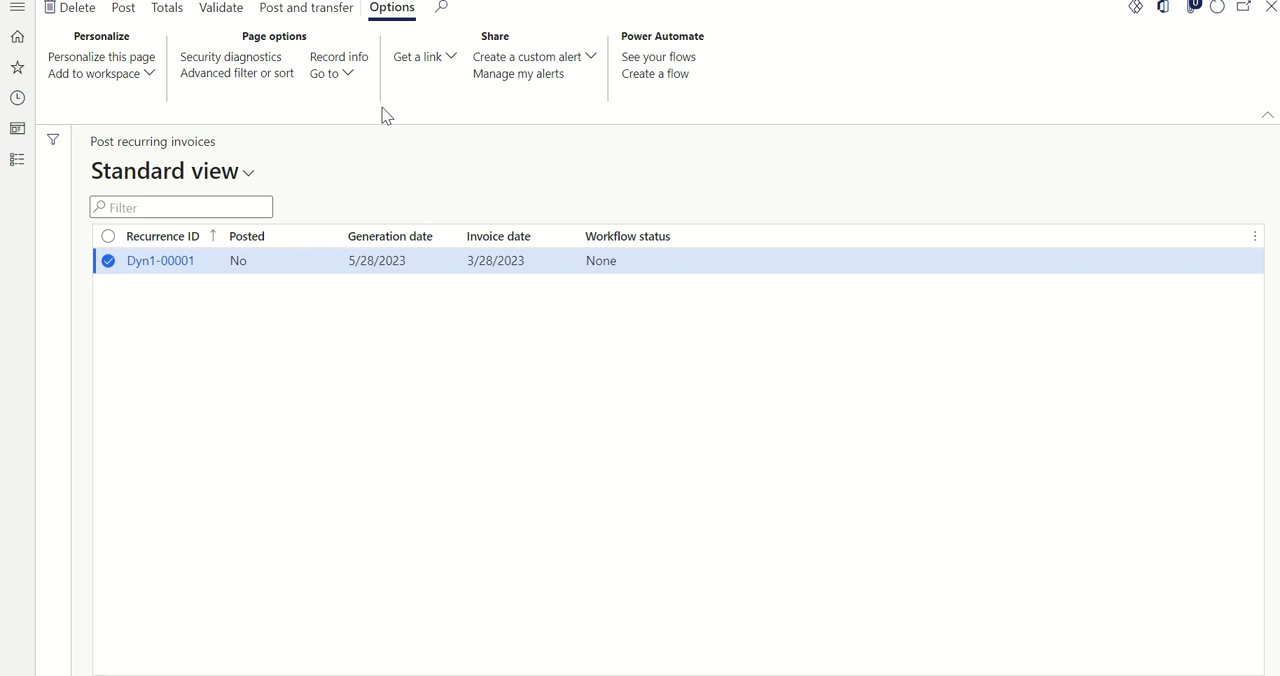 Delete Post Totals Validate Post and transfer Options 0
Personalize Page options Share Power Automate
Personalize this page Security diagnostics Record info Get a link Create a custom alert See your flows
Add to workspace Advanced filter or sort Go to Manage my alerts Create a flow
Post recurring invoices
Standard view
Filter
Recurrence ID Posted Generation date Invoice date Workflow status
Dyn1-00001 No 5/28/2023 3/28/2023 None